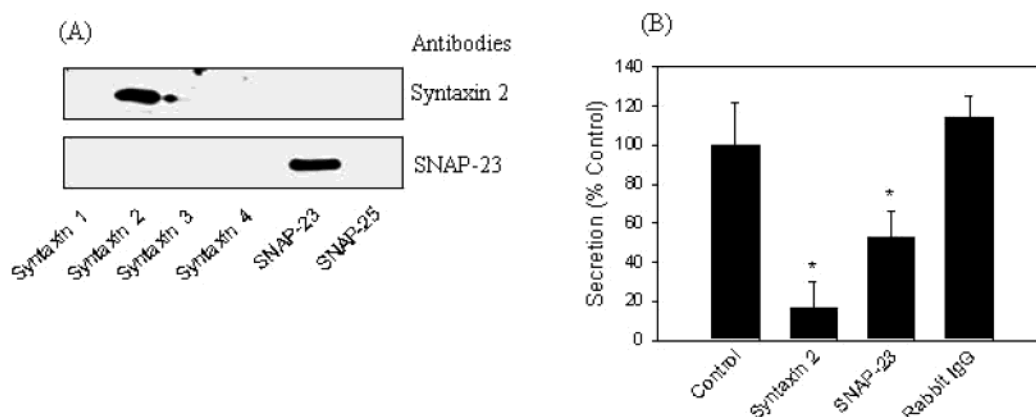 (A)
Antibodies
Syntaxin 2
SNAP-23
Syntaxin 1
Syntaxin 2
Syntaxin 3
Syntaxin 4
SNAP-23
SNAP-25
(B)
Secretion (% Control)
140
120
100
80
60
40
20
0
*
*
Control
Syntaxin 2
SNAP-23
Rabbit IgG